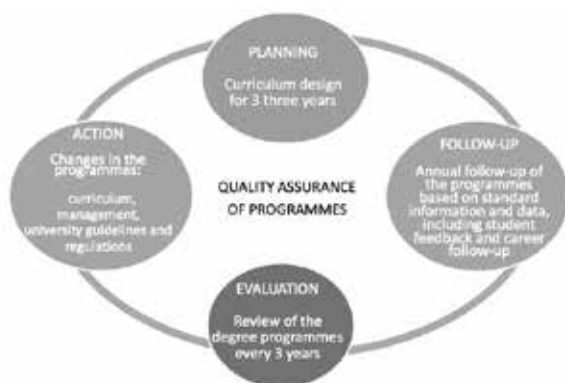 PLANNING
Curriculum design
for 3 three years
ACTION
Changes in the
programmes:
curriculum,
management,
university guidelines and
regulations
QUALITY ASSURANCE
OF PROGRAMMES
FOLLOW-UP
Annual follow-up of
the programmes
based on standard
information and data,
including student
feedback and career
follow-up
EVALUATION
Review of the
degree programmes
every 3 years